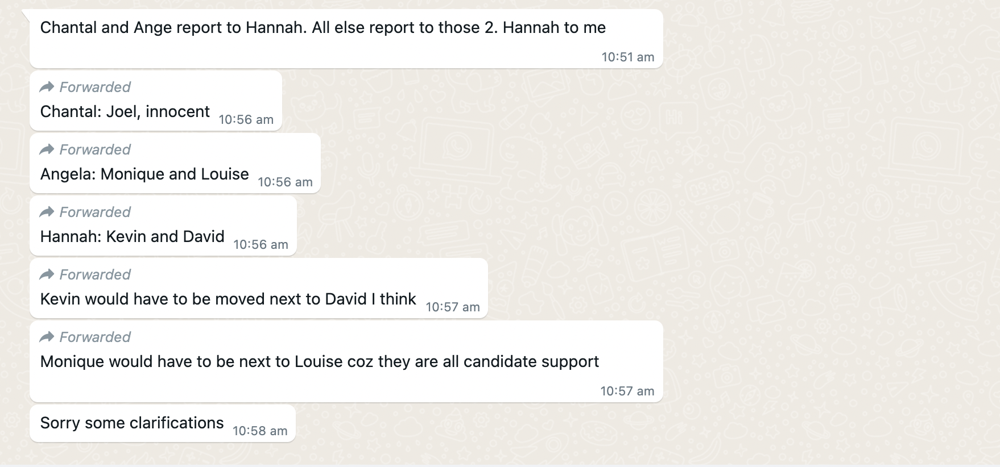 Chantal and Ange report to Hannah. All else report to those 2. Hannah to me
10:51 am
Forwarded
Chantal: Joel, innocent 10:56 am
Forwarded
Angela: Monique and Louise 10:56 am
Forwarded
Hannah: Kevin and David 10:56 am
Forwarded
Kevin would have to be moved next to David I think 10:57 am
Forwarded
Monique would have to be next to Louise coz they are all candidate support
10:57 am
Sorry some clarifications 10:58 am